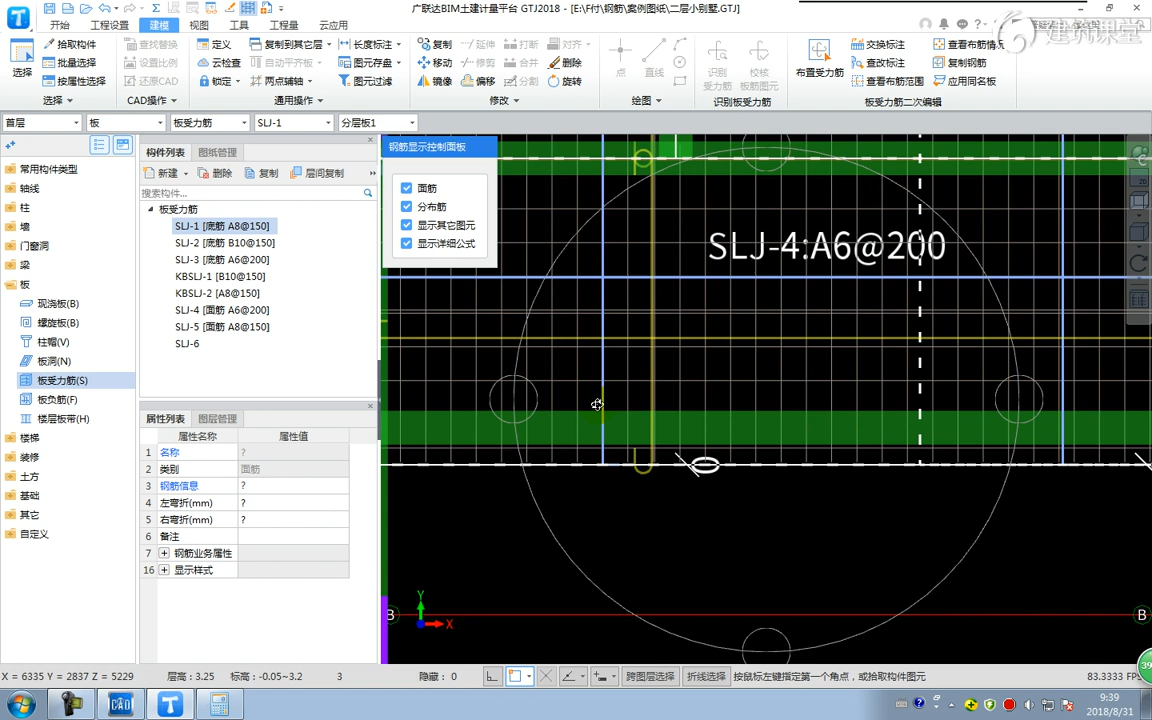 广联达BIM土建计量平台 GTJ2018 - [E:\F付\钢筋\案例图纸\二层小别墅.GTJ]
开始 工程设置 建模 视图 工具 工程量 云应用
建筑课堂
选择
拾取构件
批量选择
按属性选择
选择
查找替换
设置比例
还原CAD
CAD操作
定义
云检查
锁定
复制到其它层
自动平齐板
两点辅轴
长度标注
图元存盘
图元过滤
通用操作
复制 延伸 打断 对齐
移动 修剪 合并 删除
镜像 偏移 分割 旋转
修改
点 直线
绘图
识别受力筋
校核板筋图元
识别板受力筋
布置受力筋
交换标注
查改标注
查看布筋范围
查看布筋情况
复制钢筋
应用同名板
板受力筋二次编辑
首层 板 板受力筋 SLJ-1 分层板1
常用构件类型
轴线
柱
墙
门窗洞
梁
板
现浇板(B)
螺旋板(B)
柱帽(V)
板洞(N)
板受力筋(S)
板负筋(F)
楼层板带(H)
楼梯
装修
土方
基础
其它
自定义
构件列表 图纸管理
新建 删除 复制 层间复制 »
搜索构件...
板受力筋
SLJ-1 [底筋 A8@150]
SLJ-2 [底筋 B10@150]
SLJ-3 [底筋 A6@200]
KBSLJ-1 [B10@150]
KBSLJ-2 [A8@150]
SLJ-4 [面筋 A6@200]
SLJ-5 [面筋 A8@150]
SLJ-6
属性列表 图层管理
属性名称 属性值
1 名称 ?
2 类别 面筋
3 钢筋信息 ?
4 左弯折(mm) ?
5 右弯折(mm) ?
6 备注
7 钢筋业务属性
16 显示样式
钢筋显示控制面板
面筋
分布筋
显示其它图元
显示详细公式
SLJ-4:A6@200
Y
X
B
B
2D
39
X = 6335 Y = 2837 Z = 5229 层高: 3.25 标高: -0.05~3.2 3 隐藏: 0 跨图层选择 折线选择 按鼠标左键指定第一个角点，或拾取构件图元 83.3333 FPS
CAD
9:39
2018/8/31